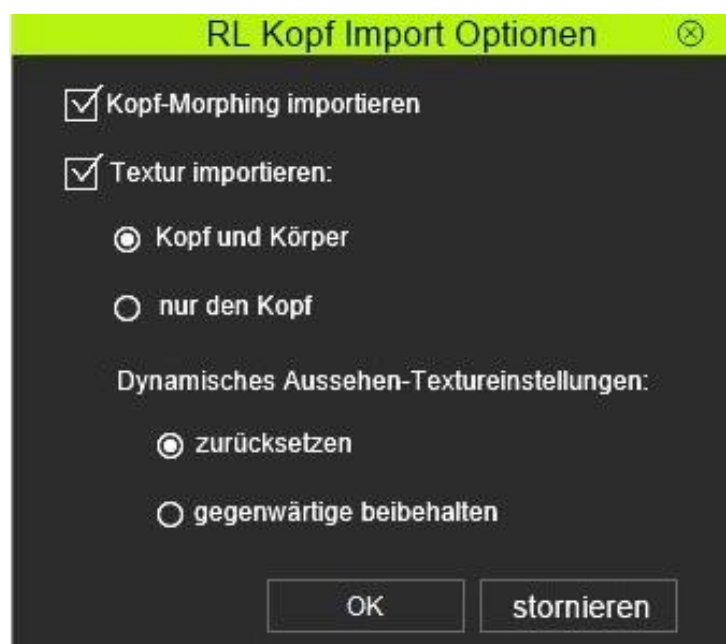 RL Kopf Import Optionen
Kopf-Morphing importieren
Textur importieren:
Kopf und Körper
nur den Kopf
Dynamisches Aussehen-Textureinstellungen:
zurücksetzen
gegenwärtige beibehalten
OK
stornieren